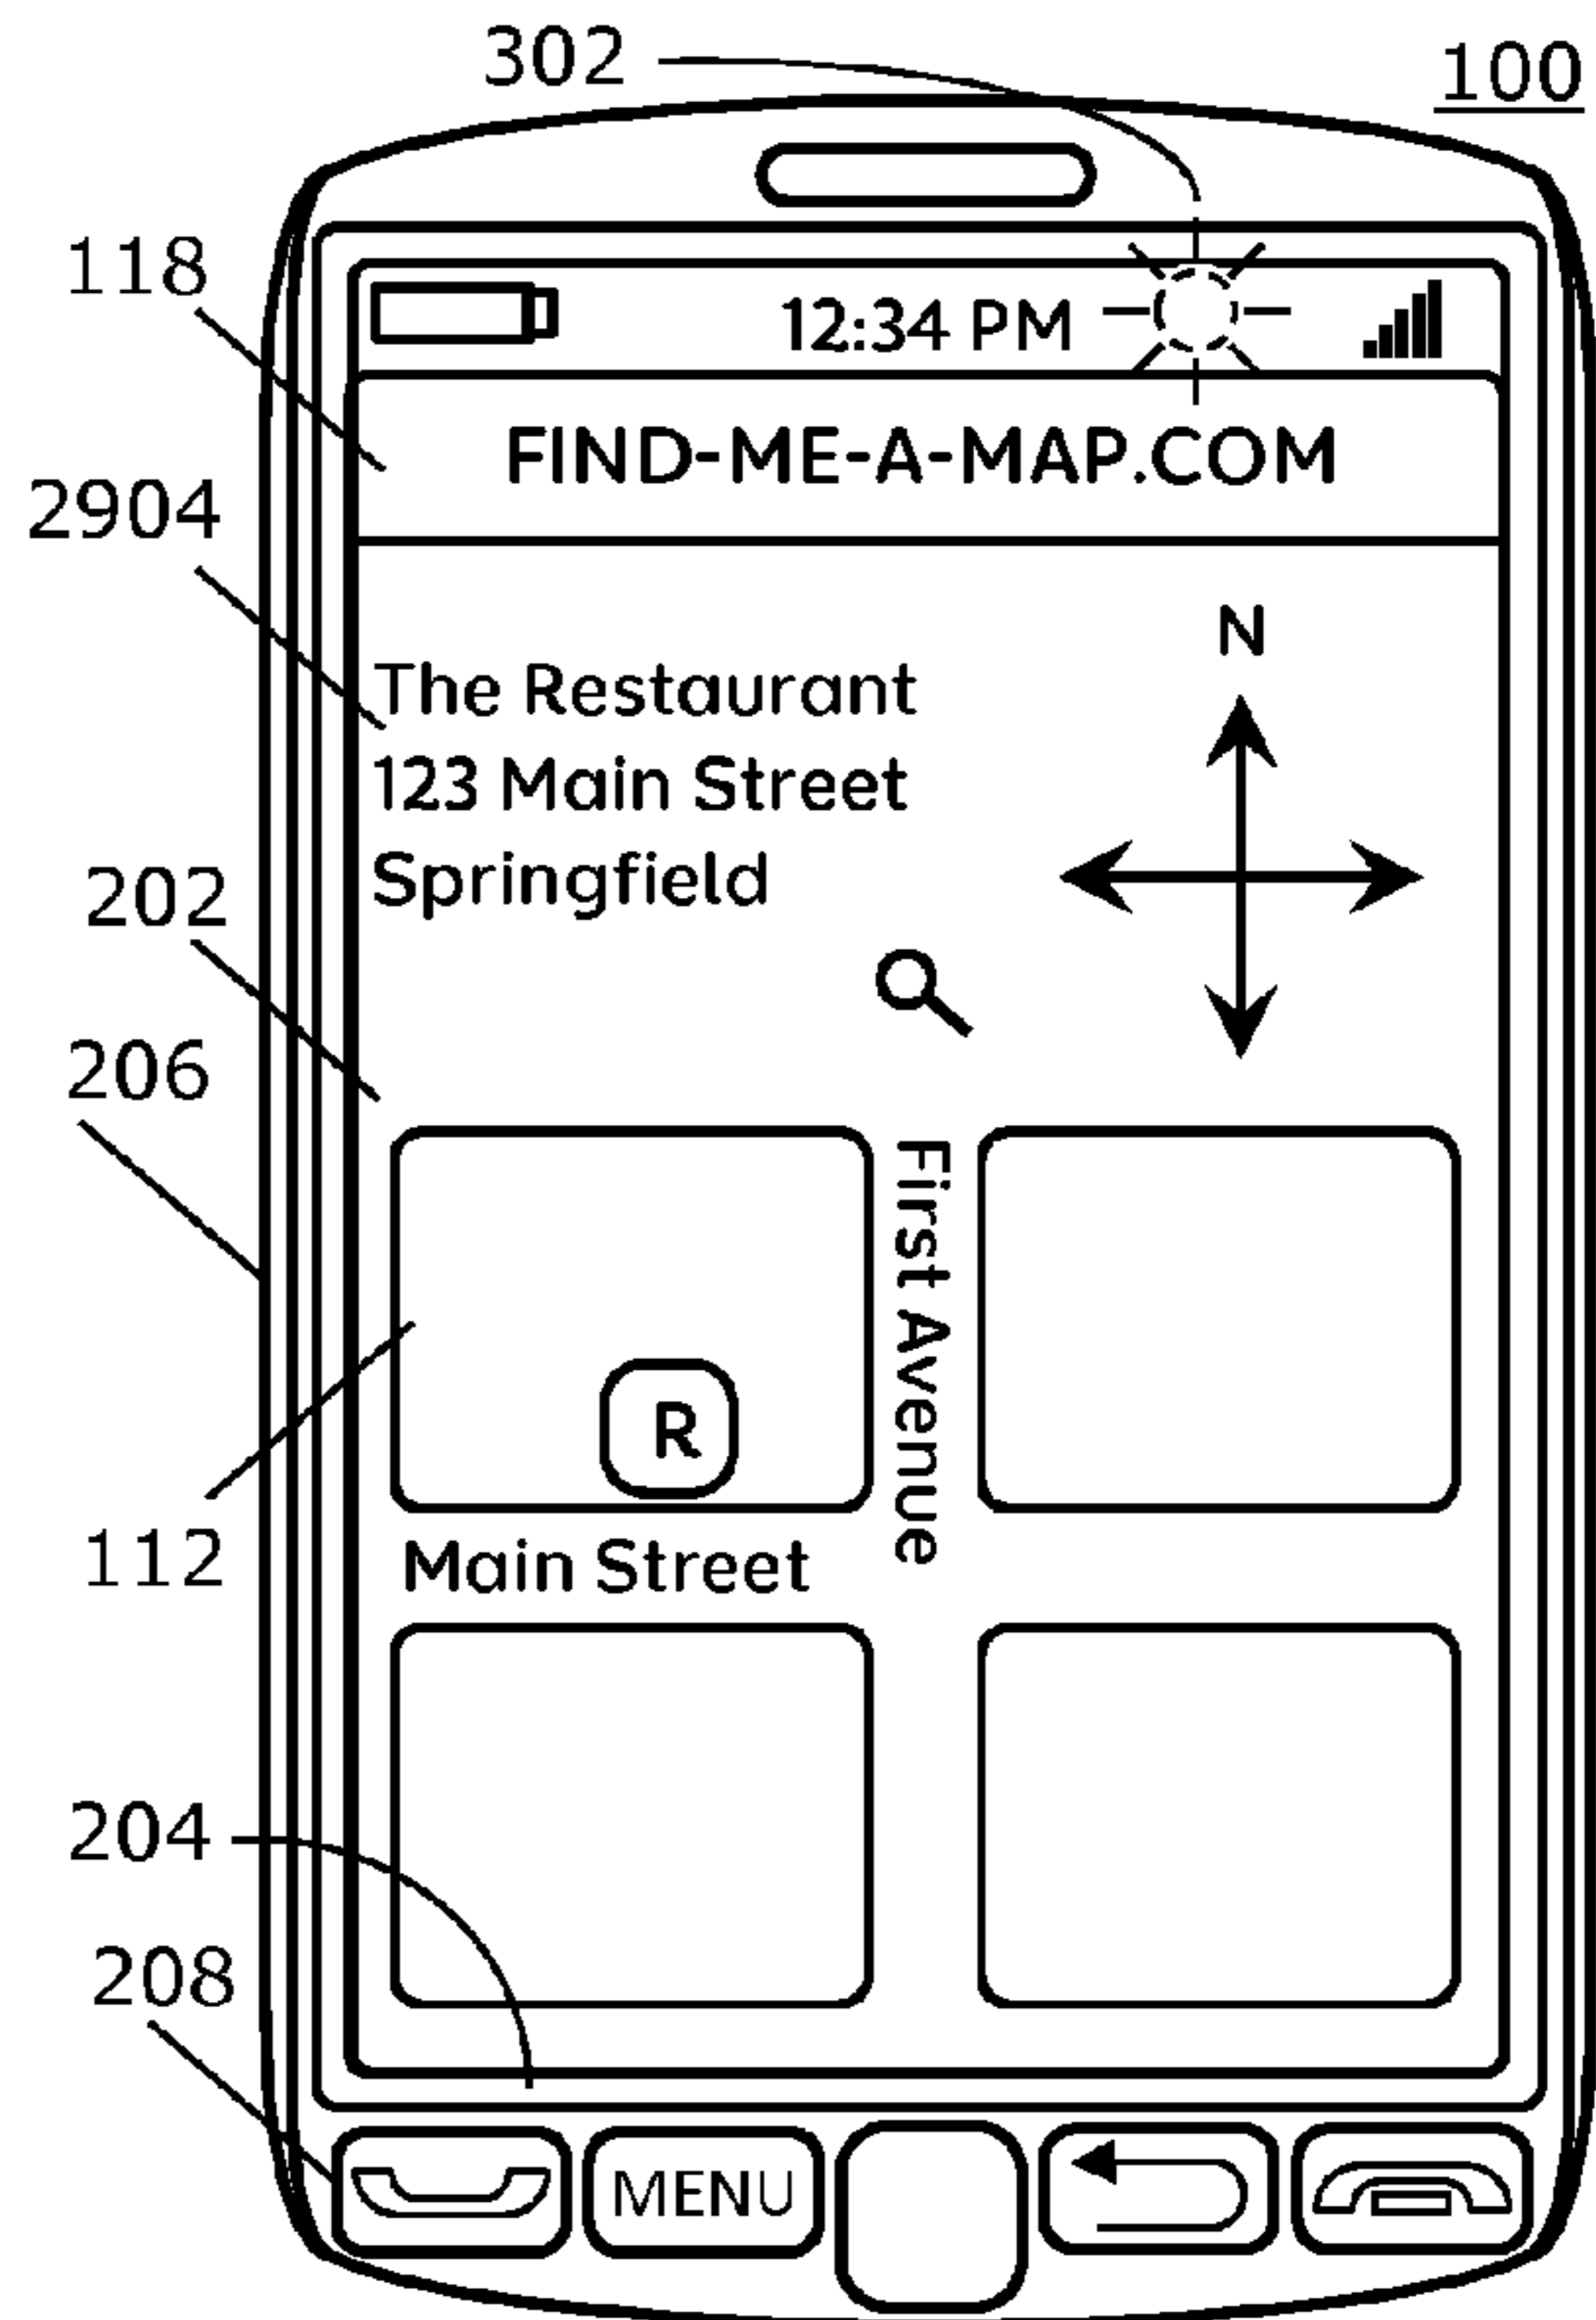 302
100
118
12:34 PM
FIND-ME-A-MAP.COM
2904
N
The Restaurant
123 Main Street
Springfield
202
206
First Avenue
R
112
Main Street
204
208
MENU